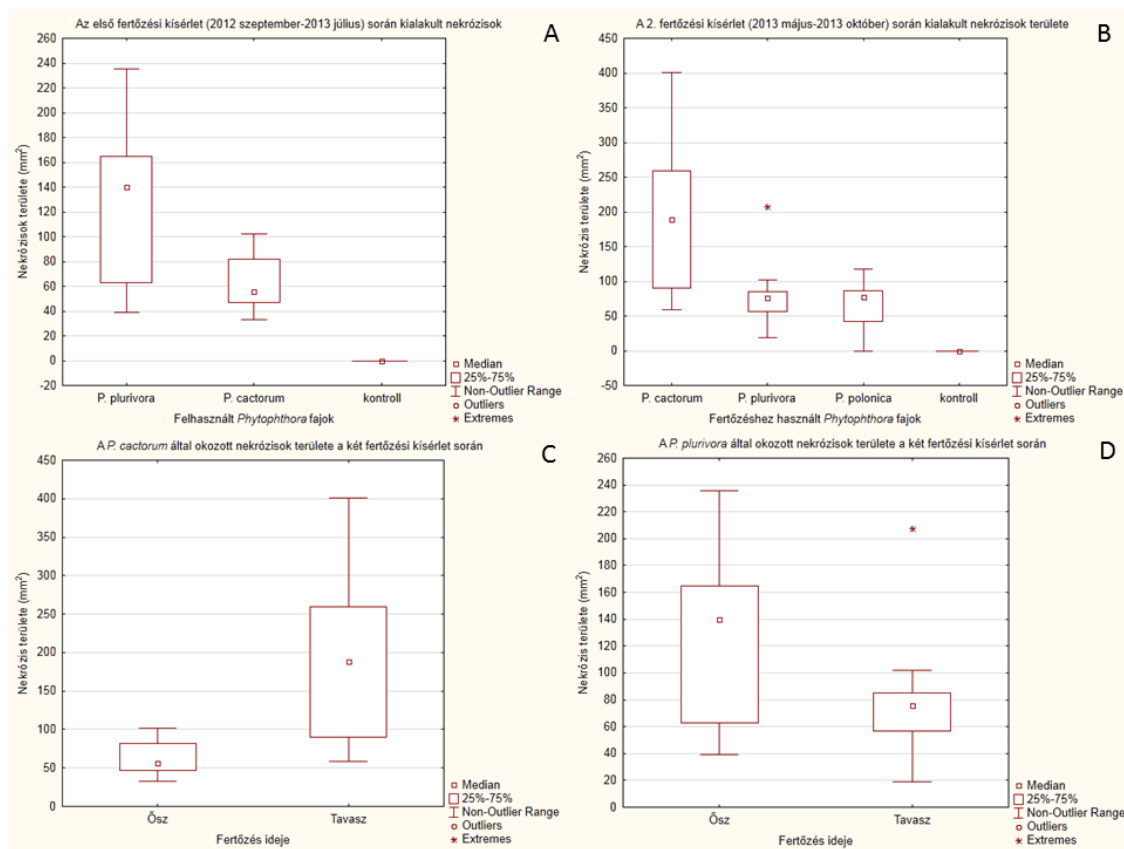 Az első fertőzési kísérlet (2012 szeptember-2013 július) során kialakult nekrózisok
A
260
240
220
200
180
160
140
120
100
80
60
40
20
0
-20
Nekrózisok területe (mm²)
P. plurivora P. cactorum kontroll
Felhasznált Phytophthora fajok
Median
25%-75%
Non-Outlier Range
Outliers
Extremes
A 2. fertőzési kísérlet (2013 május-2013 október) során kialakult nekrózisok területe
B
450
400
350
300
250
200
150
100
50
0
-50
Nekrózis területe (mm²)
P. cactorum P. plurivora P. polonica kontroll
Fertőzéshez használt Phytophthora fajok
Median
25%-75%
Non-Outlier Range
Outliers
Extremes
A P. cactorum által okozott nekrózisok területe a két fertőzési kísérlet során
C
450
400
350
300
250
200
150
100
50
0
Nekrózis területe (mm²)
Ősz Tavasz
Fertőzés ideje
Median
25%-75%
Non-Outlier Range
Outliers
Extremes
A P. plurivora által okozott nekrózisok területe a két fertőzési kísérlet során
D
260
240
220
200
180
160
140
120
100
80
60
40
20
0
Nekrózis területe (mm²)
Ősz Tavasz
Fertőzés ideje
Median
25%-75%
Non-Outlier Range
Outliers
Extremes